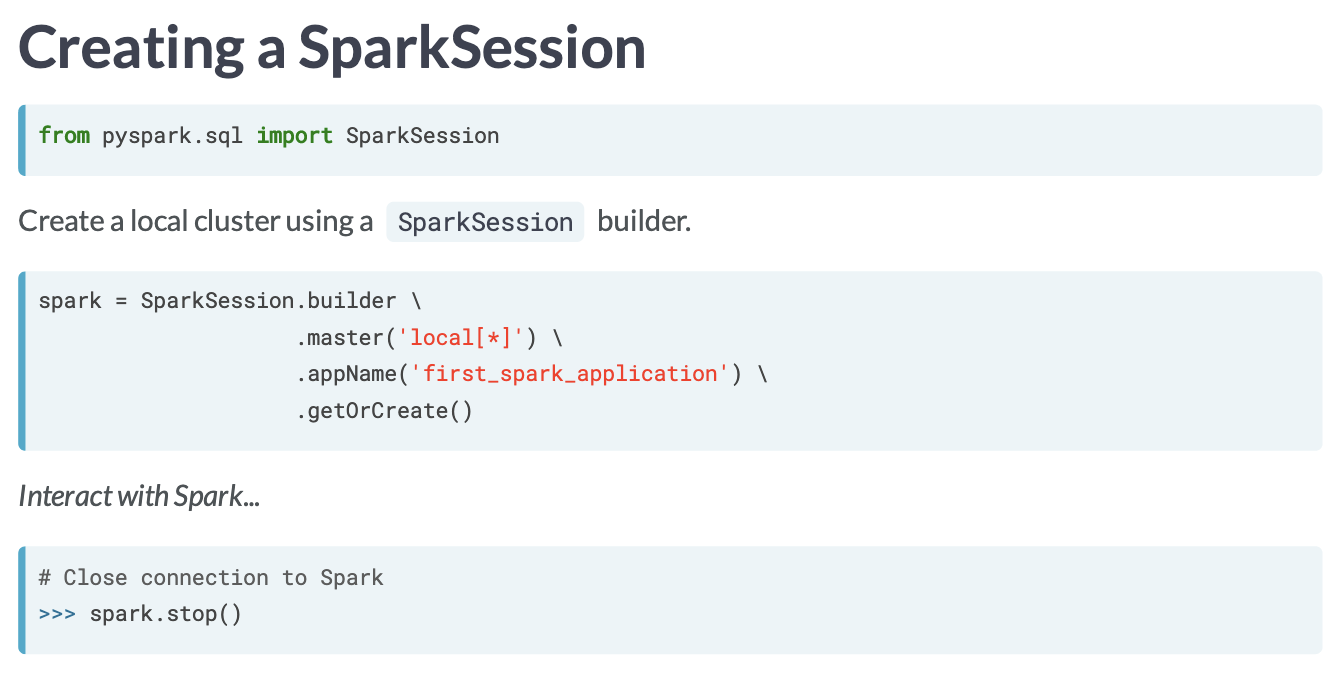 Creating a SparkSession
from pyspark.sql import SparkSession
Create a local cluster using a SparkSession builder.
spark = SparkSession.builder \
.master('local[*]') \
.appName('first_spark_application') \
.getOrCreate()
Interact with Spark...
# Close connection to Spark
>>> spark.stop()